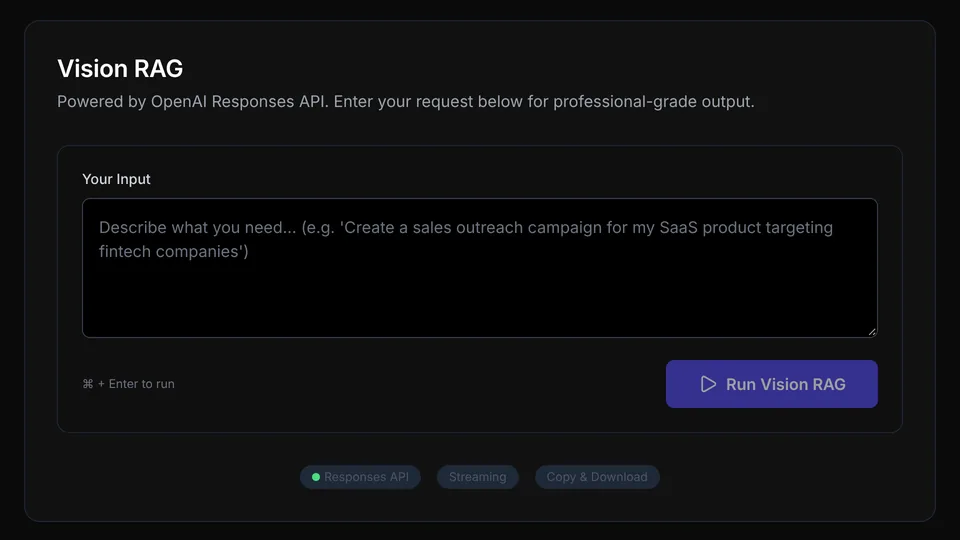 Vision RAG
Powered by OpenAI Responses API. Enter your request below for professional-grade output.
Your Input
Describe what you need... (e.g. 'Create a sales outreach campaign for my SaaS product targeting
fintech companies')
⌘ + Enter to run
Run Vision RAG
Responses API
Streaming
Copy & Download